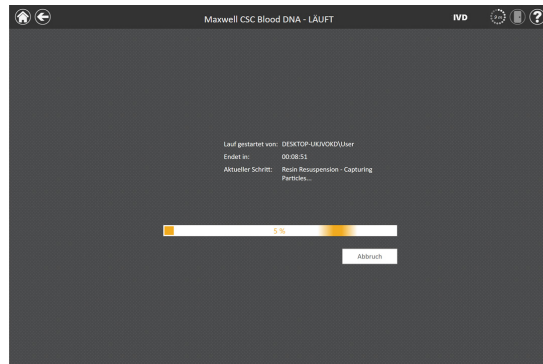 Maxwell CSC Blood DNA - LÄUFT
IVD
9 m
?
Lauf gestartet von: DESKTOP-UKJVOKD\User
Endet in: 00:08:51
Aktueller Schritt: Resin Resuspension - Capturing
Particles...
5 %
Abbruch